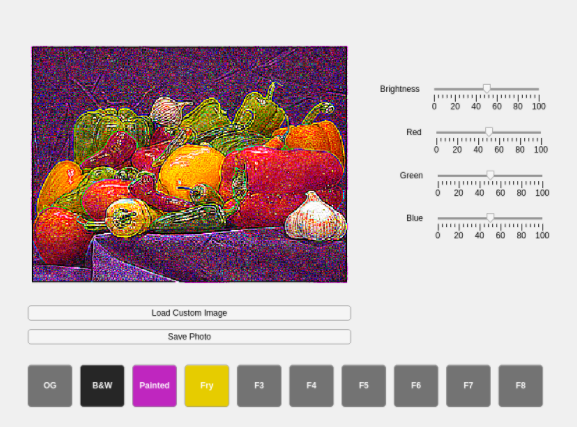 Brightness
0 20 40 60 80 100
Red
0 20 40 60 80 100
Green
0 20 40 60 80 100
Blue
0 20 40 60 80 100
Load Custom Image
Save Photo
OG B&W Painted Fry F3 F4 F5 F6 F7 F8